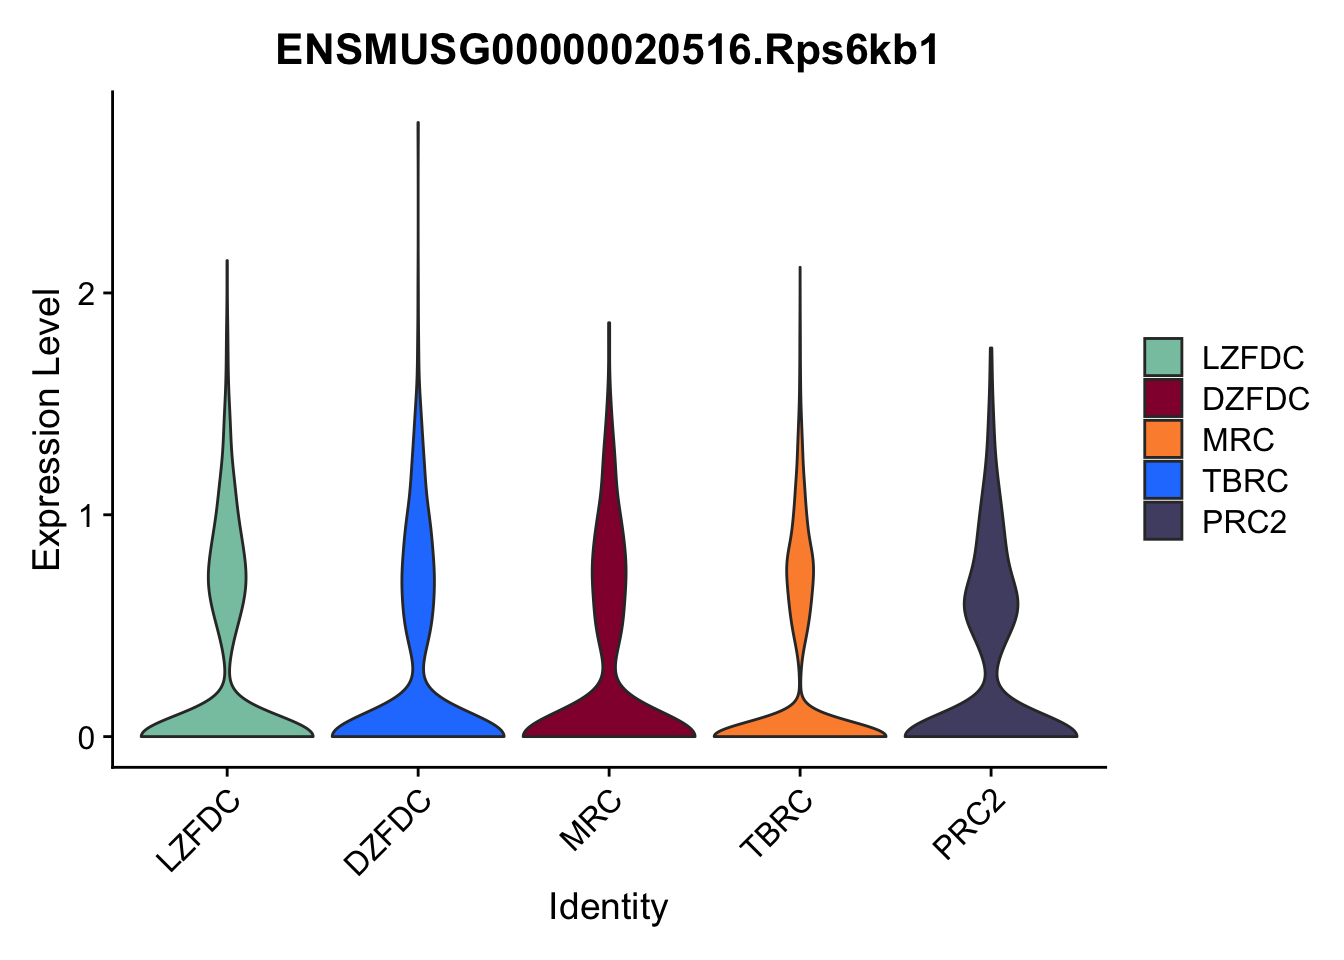 ENSMUSG00000020516.Rps6kb1
Expression Level
2
1
0
LZFDC
DZFDC
MRC
TBRC
PRC2
Identity
LZFDC
DZFDC
MRC
TBRC
PRC2